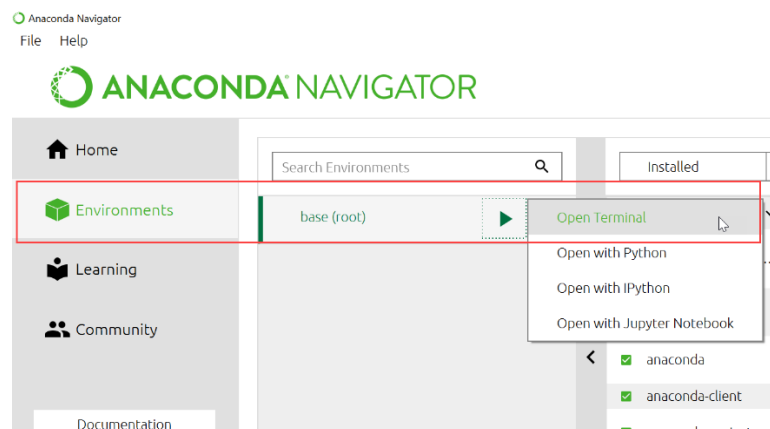 Anaconda Navigator
File Help
ANACONDA NAVIGATOR
Home
Search Environments
Installed
Environments
base (root)
Open Terminal
Open with Python
Learning
Open with IPython
Open with Jupyter Notebook
Community
anaconda
anaconda-client
Documentation